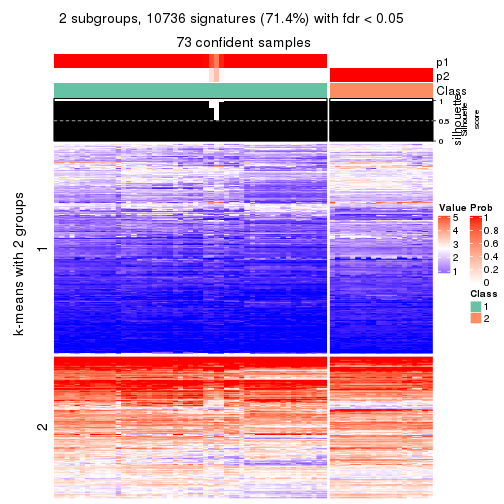 2 subgroups, 10736 signatures (71.4%) with fdr < 0.05
73 confident samples
p1
p2
Class
1
0.5
0
silhouette
Silhouette
score
k-means with 2 groups
1
2
Value
5
4
3
2
1
Prob
1
0.8
0.6
0.4
0.2
0
Class
1
2